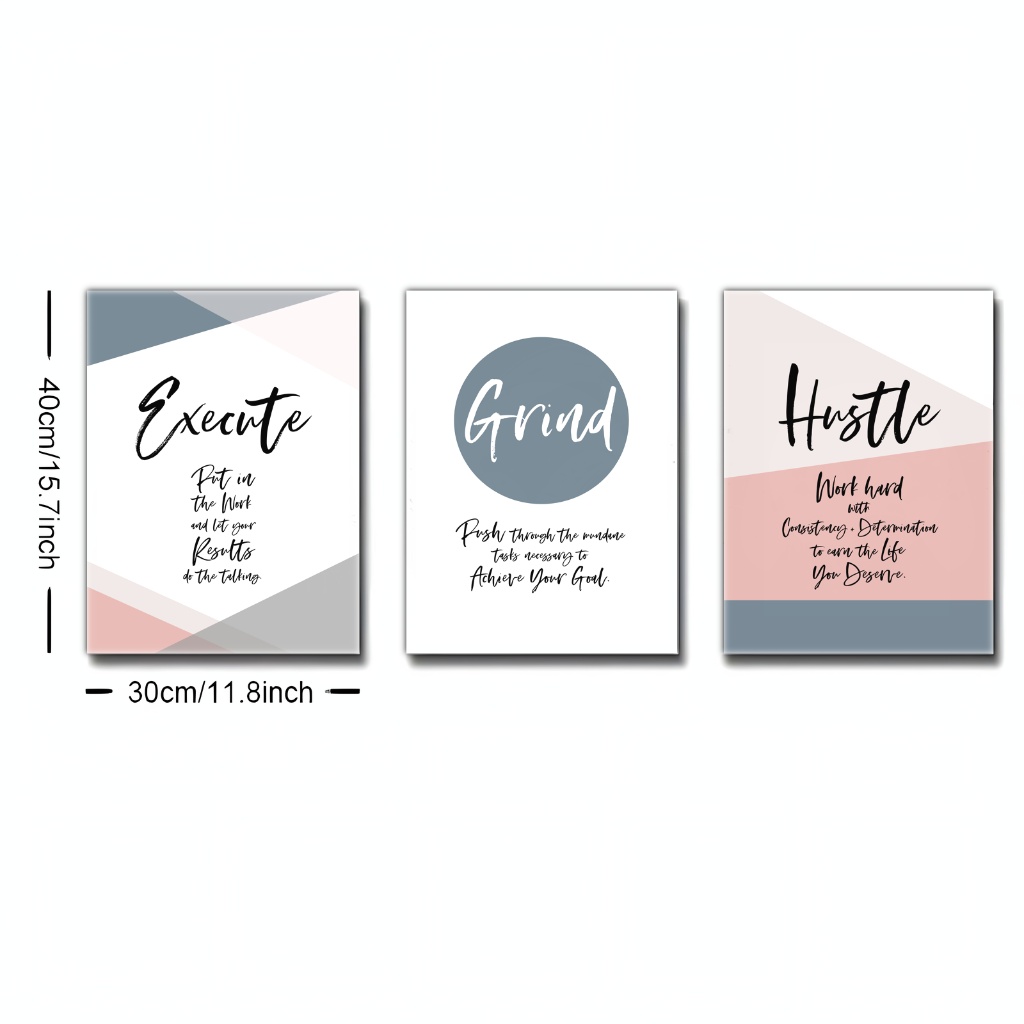 40cm/15.7inch
Execute
Put in
the Work
and let your
Results
do the talking.
Grind
Push through the mundane
tasks necessary to
Achieve Your Goal.
Hustle
Work hard
with
Consistency + Determination
to earn the Life
You Deserve.
30cm/11.8inch